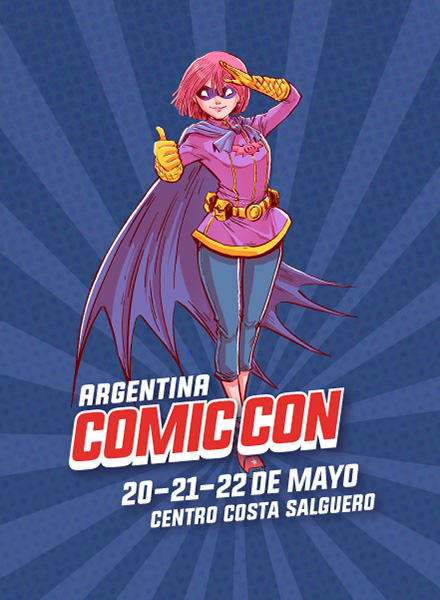 ARGENTINA
COMIC CON
20-21-22 DE MAYO
CENTRO COSTA SALGUERO